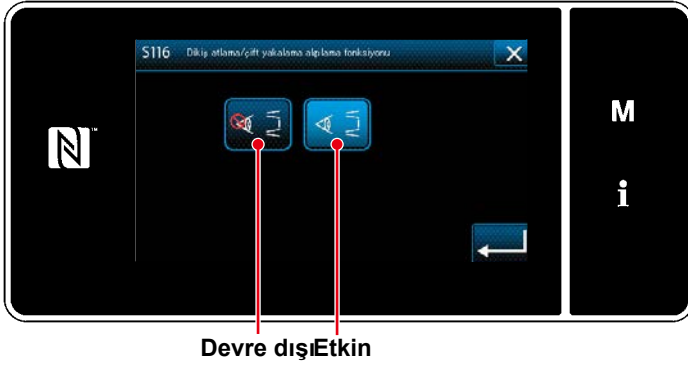 S116 Dikiş atlama/çift yakalama algılama fonksiyonu
M
i
Devre dışıEtkin